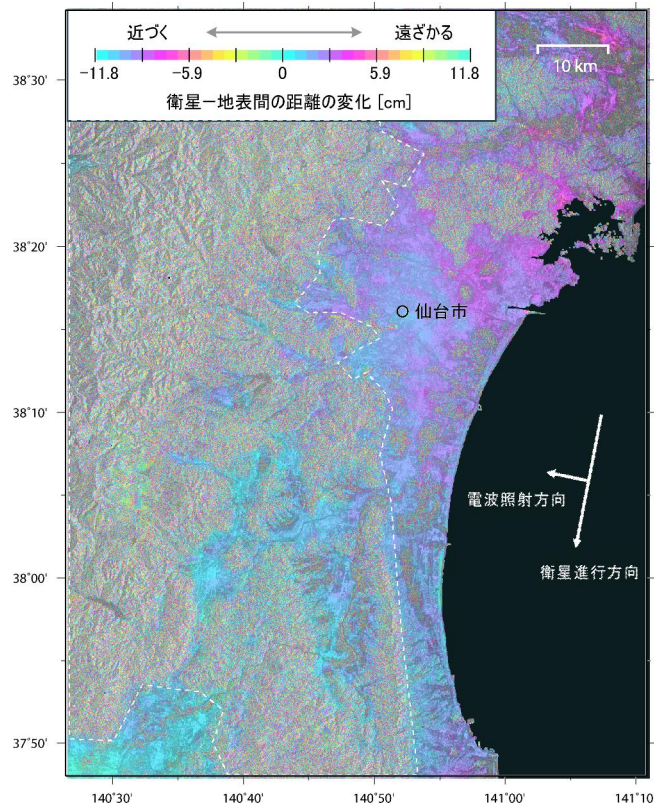 近づく 遠ざかる
-11.8 -5.9 0 5.9 11.8
衛星－地表間の距離の変化 [cm]
10 km
38°30'
38°20'
仙台市
38°10'
電波照射方向
衛星進行方向
38°00'
37°50'
140°30' 140°40' 140°50' 141°00' 141°10'